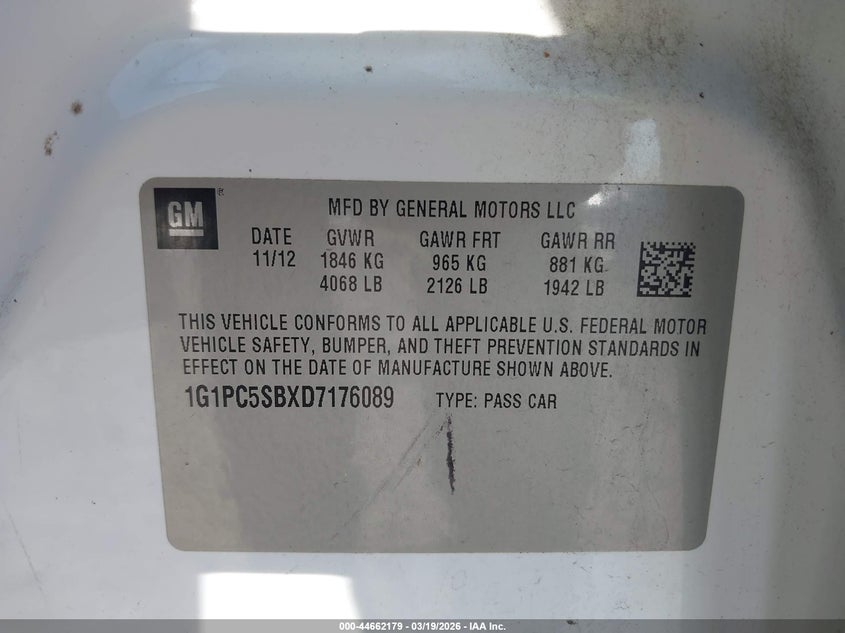 GM
MFD BY GENERAL MOTORS LLC
DATE GVWR GAWR FRT GAWR RR
11/12 1846 KG 965 KG 881 KG
4068 LB 2126 LB 1942 LB
THIS VEHICLE CONFORMS TO ALL APPLICABLE U.S. FEDERAL MOTOR
VEHICLE SAFETY, BUMPER, AND THEFT PREVENTION STANDARDS IN
EFFECT ON THE DATE OF MANUFACTURE SHOWN ABOVE.
1G1PC5SBXD7176089 TYPE: PASS CAR
000-44662179 - 03/19/2026 - IAA Inc.